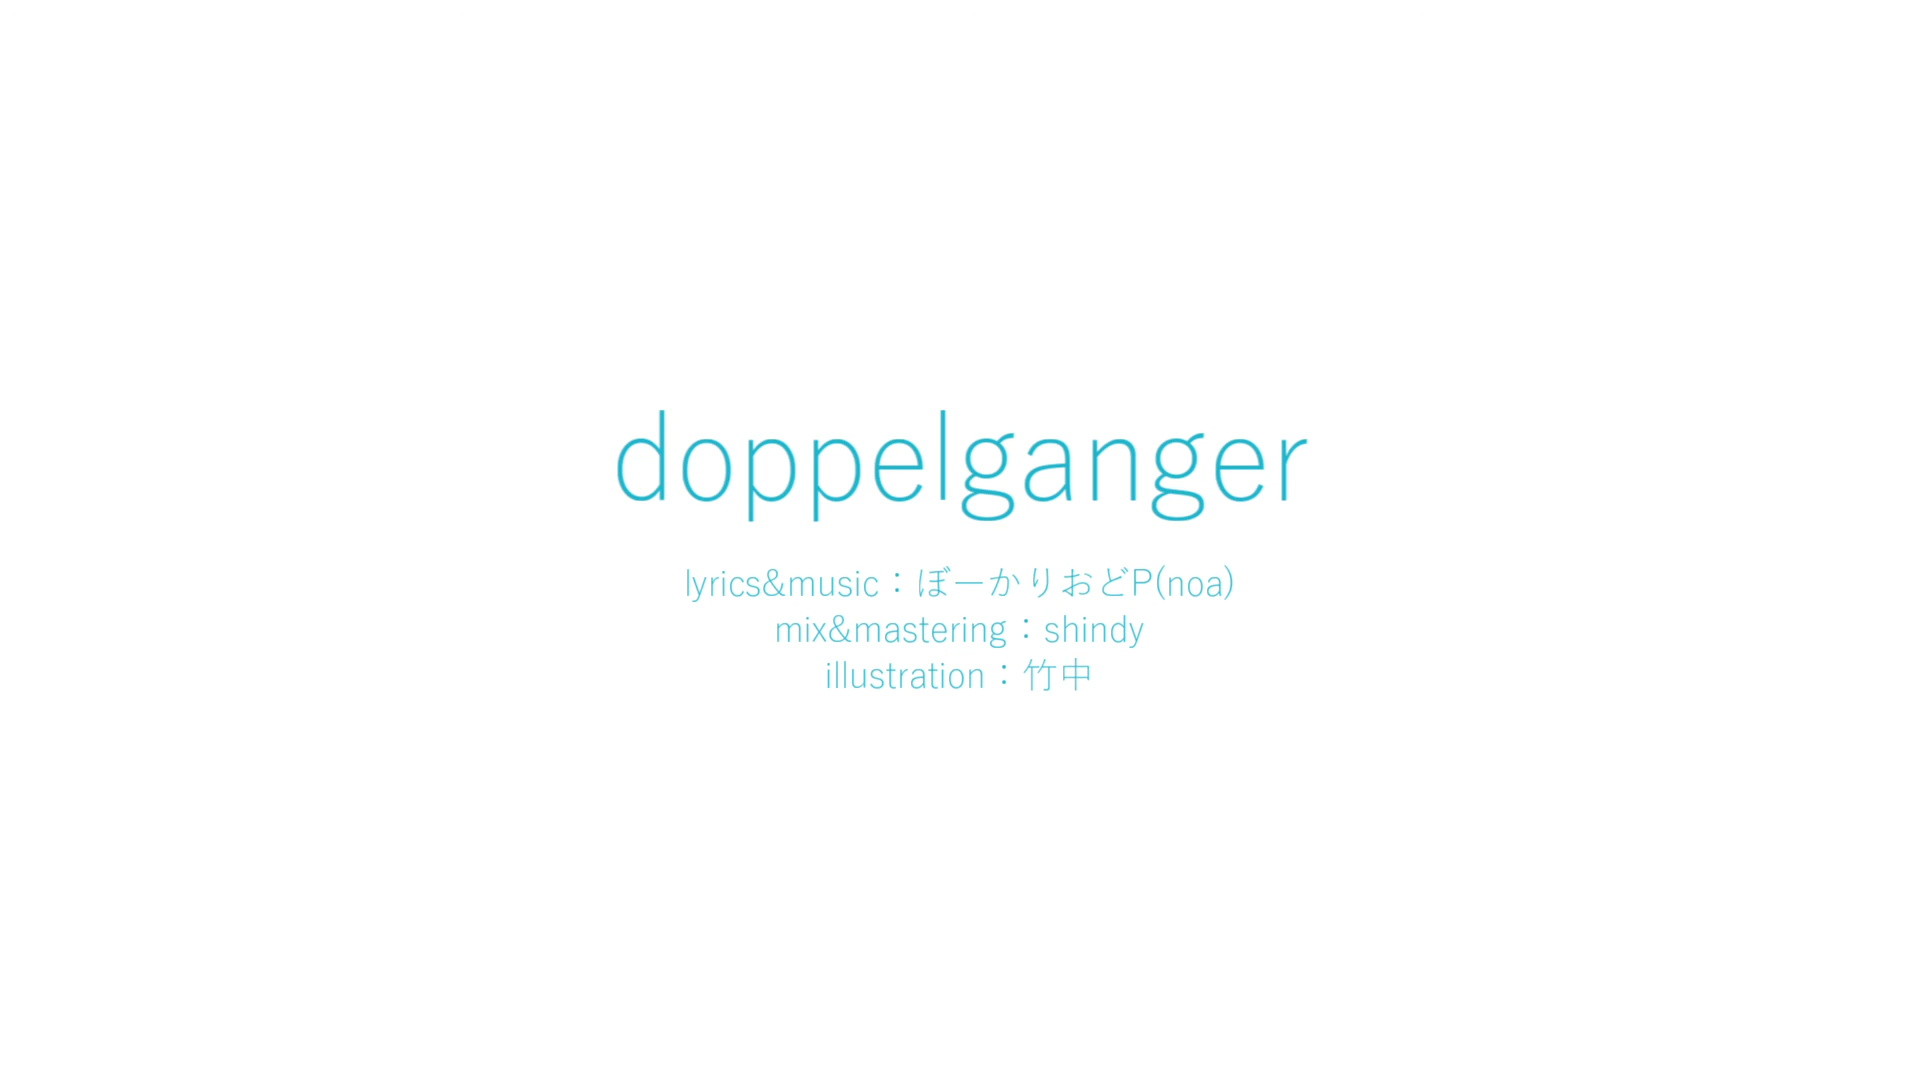 doppelganger
lyrics&music：ぼーかりおどP(noa)
mix&mastering：shindy
illustration：竹中